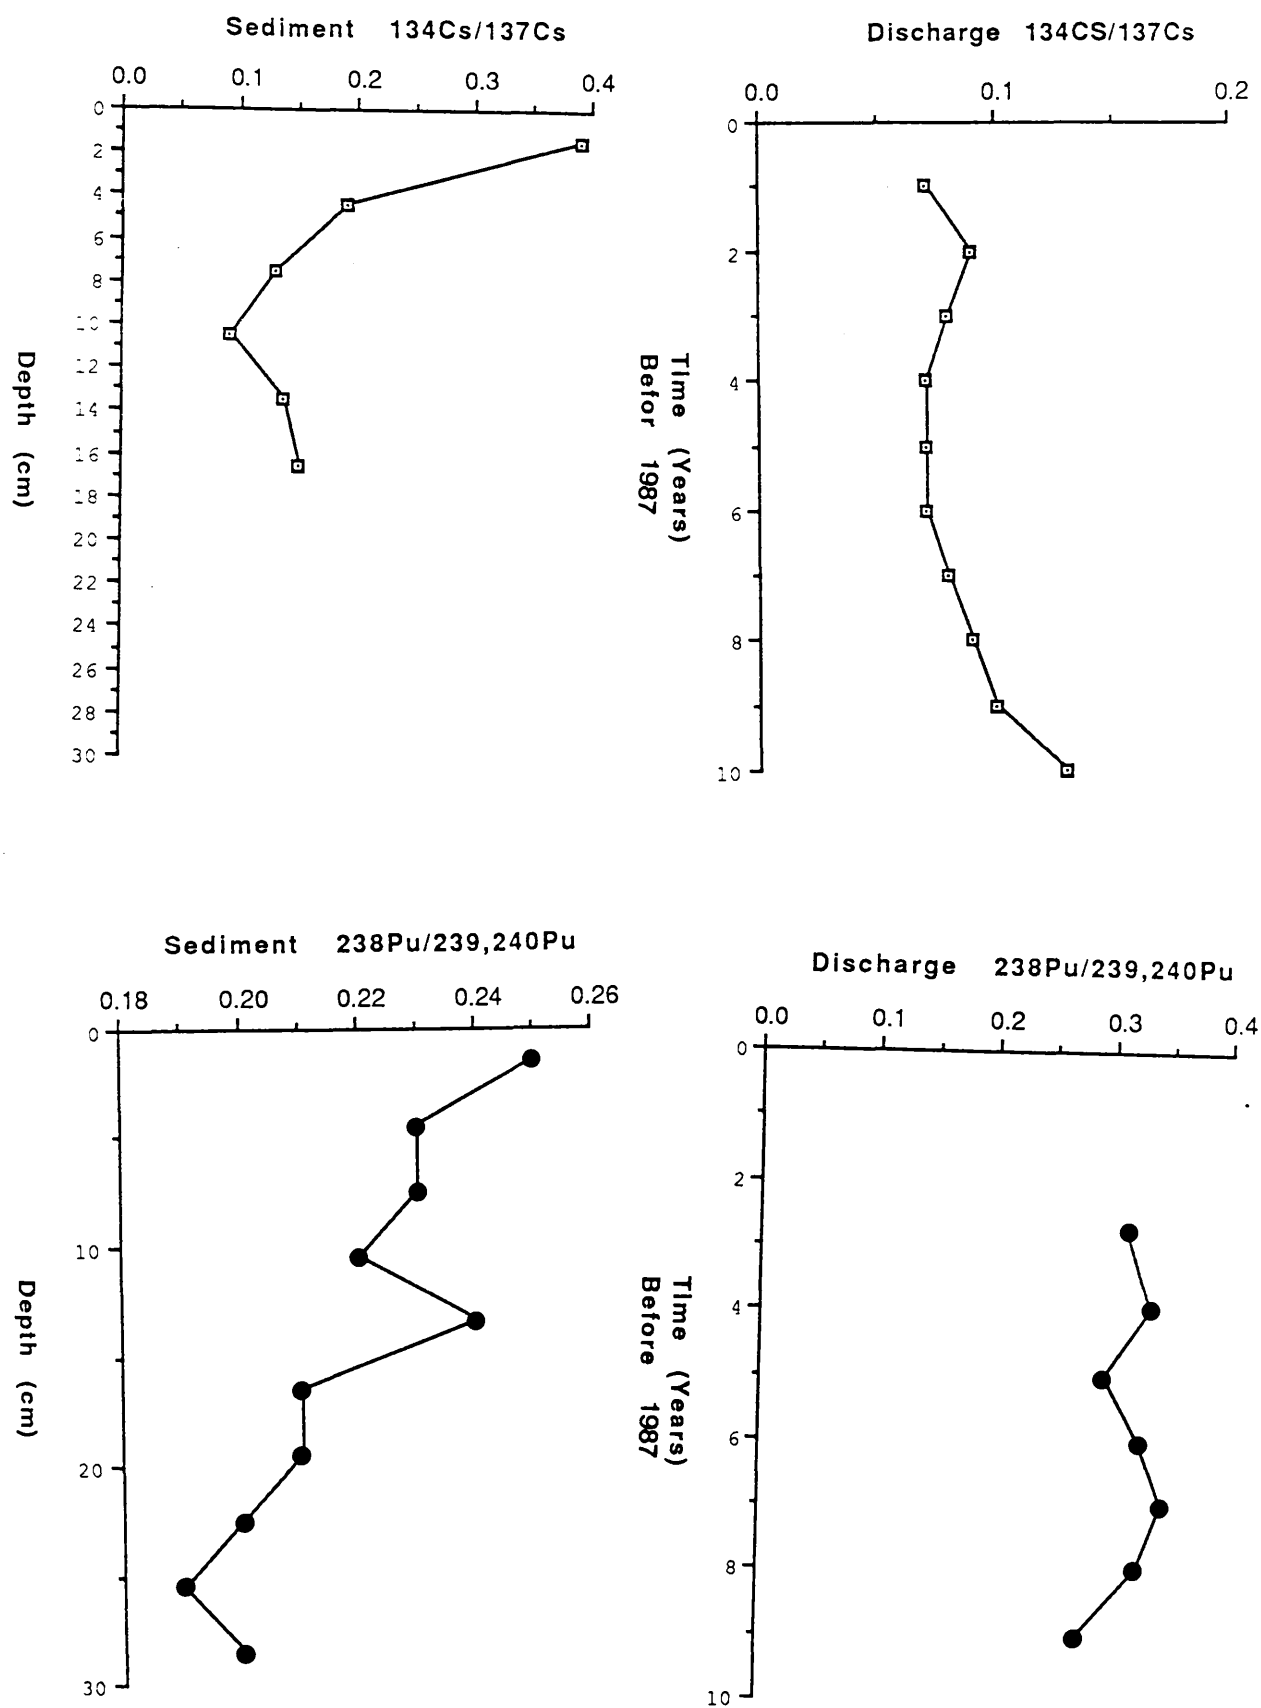 Sediment 134Cs/137Cs
0.0 0.1 0.2 0.3 0.4
0
2
4
6
8
10
12
14
16
18
20
22
24
26
28
30
Depth (cm)
Discharge 134CS/137Cs
0.0 0.1 0.2
0
2
4
6
8
10
Time (Years)
Befor 1987
Sediment 238Pu/239,240Pu
0.18 0.20 0.22 0.24 0.26
0
10
20
30
Depth (cm)
Discharge 238Pu/239,240Pu
0.0 0.1 0.2 0.3 0.4
0
2
4
6
8
10
Time (Years)
Before 1987